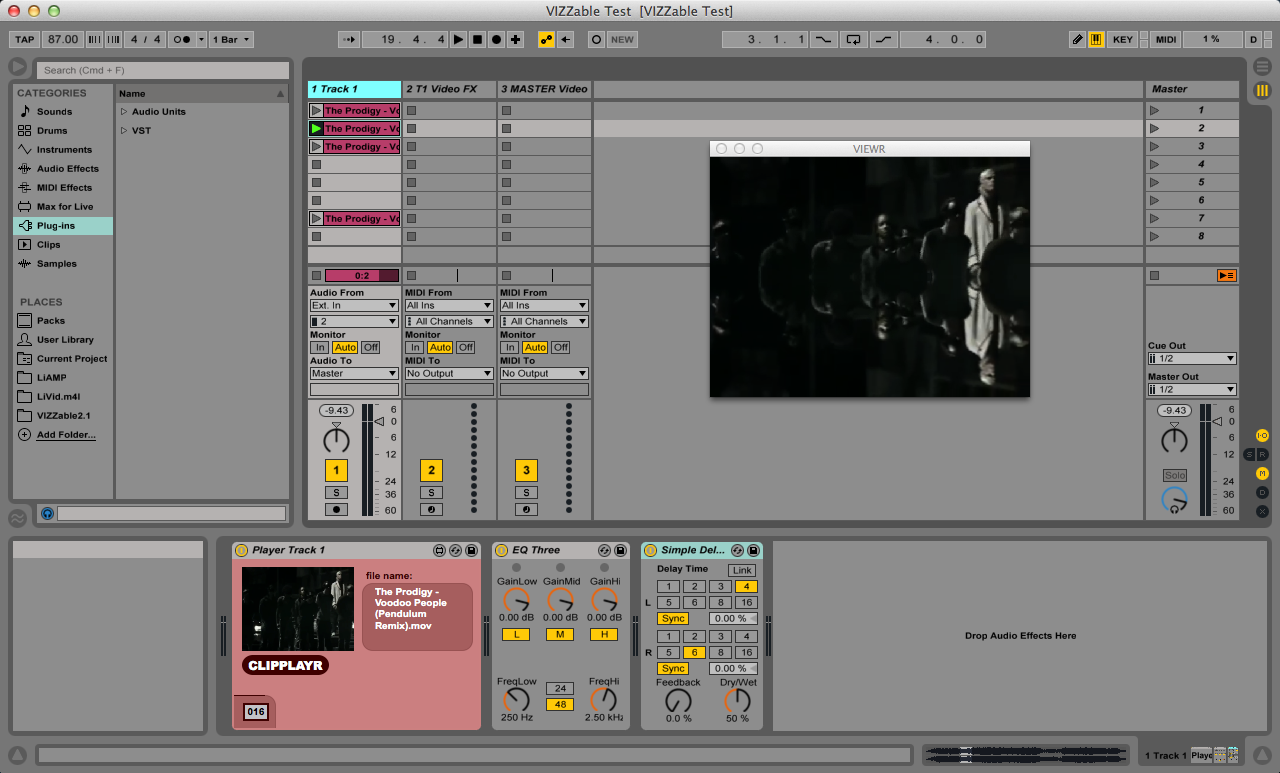 VIZZable Test [VIZZable Test]
TAP 87.00 4 / 4 1 Bar 19 . 4 . 4 NEW 3 . 1 . 1 4 . 0 . 0 KEY MIDI 1 % D
Search (Cmd + F)
CATEGORIES
Sounds
Drums
Instruments
Audio Effects
MIDI Effects
Max for Live
Plug-ins
Clips
Samples
PLACES
Packs
User Library
Current Project
LiAMP
LiVid.m4l
VIZZable2.1
Add Folder...
Name
Audio Units
VST
1 Track 1 2 T1 Video FX 3 MASTER Video Master
The Prodigy - Vo 1
The Prodigy - Vo 2
The Prodigy - Vo 3
4
5
6
The Prodigy - Vo 7
8
VIEWR
0:2
Audio From MIDI From MIDI From
Ext. In All Ins All Ins
2 All Channels All Channels
Monitor Monitor Monitor
In Auto Off In Auto Off In Auto Off
Audio To MIDI To MIDI To
Master No Output No Output
Cue Out
1/2
Master Out
1/2
-9.43 6 -9.43 6
0 0
6 6
12 12
1 2 3 Solo
24 24
S S S 36 36
60 60
I-O
S R
M
D
X
Player Track 1
file name:
The Prodigy -
Voodoo People
(Pendulum
Remix).mov
CLIPPLAYR
016
EQ Three
GainLow GainMid GainHi
0.00 dB 0.00 dB 0.00 dB
L M H
FreqLow 24 FreqHi
48
250 Hz 2.50 kHz
Simple Del...
Delay Time Link
1 2 3 4
L 5 6 8 16
Sync 0.00 %
1 2 3 4
R 5 6 8 16
Sync 0.00 %
Feedback Dry/Wet
0.0 % 50 %
Drop Audio Effects Here
1 Track 1 Playe